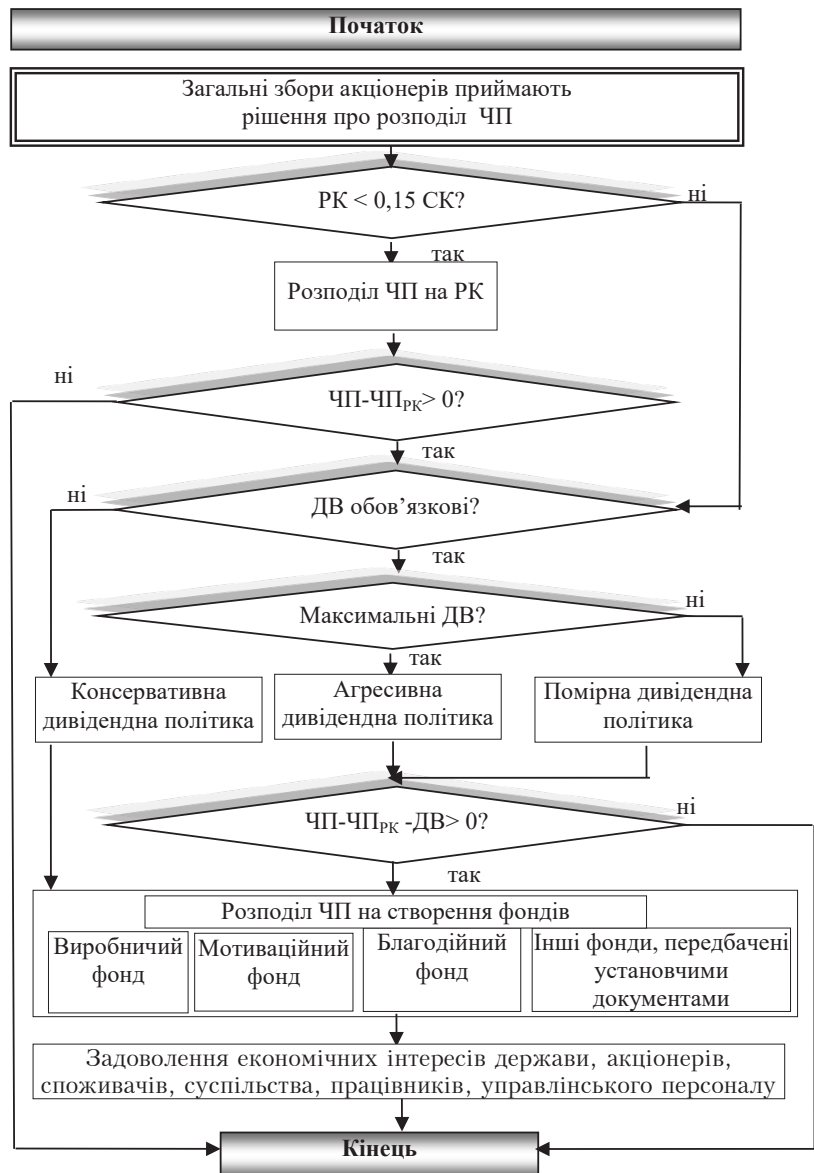 Початок
Загальні збори акціонерів приймають
рішення про розподіл ЧП
РК < 0,15 СК?
ні
так
Розподіл ЧП на РК
ні
ЧП-ЧПРК> 0?
так
ні
ДВ обов’язкові?
так
Максимальні ДВ?
ні
так
Консервативна
дивідендна політика
Агресивна
дивідендна політика
Помірна дивідендна
політика
ЧП-ЧПРК -ДВ> 0?
ні
так
Розподіл ЧП на створення фондів
Виробничий
фонд
Мотиваційний
фонд
Благодійний
фонд
Інші фонди, передбачені
установчими
документами
Задоволення економічних інтересів держави, акціонерів,
споживачів, суспільства, працівників, управлінського персоналу
Кінець